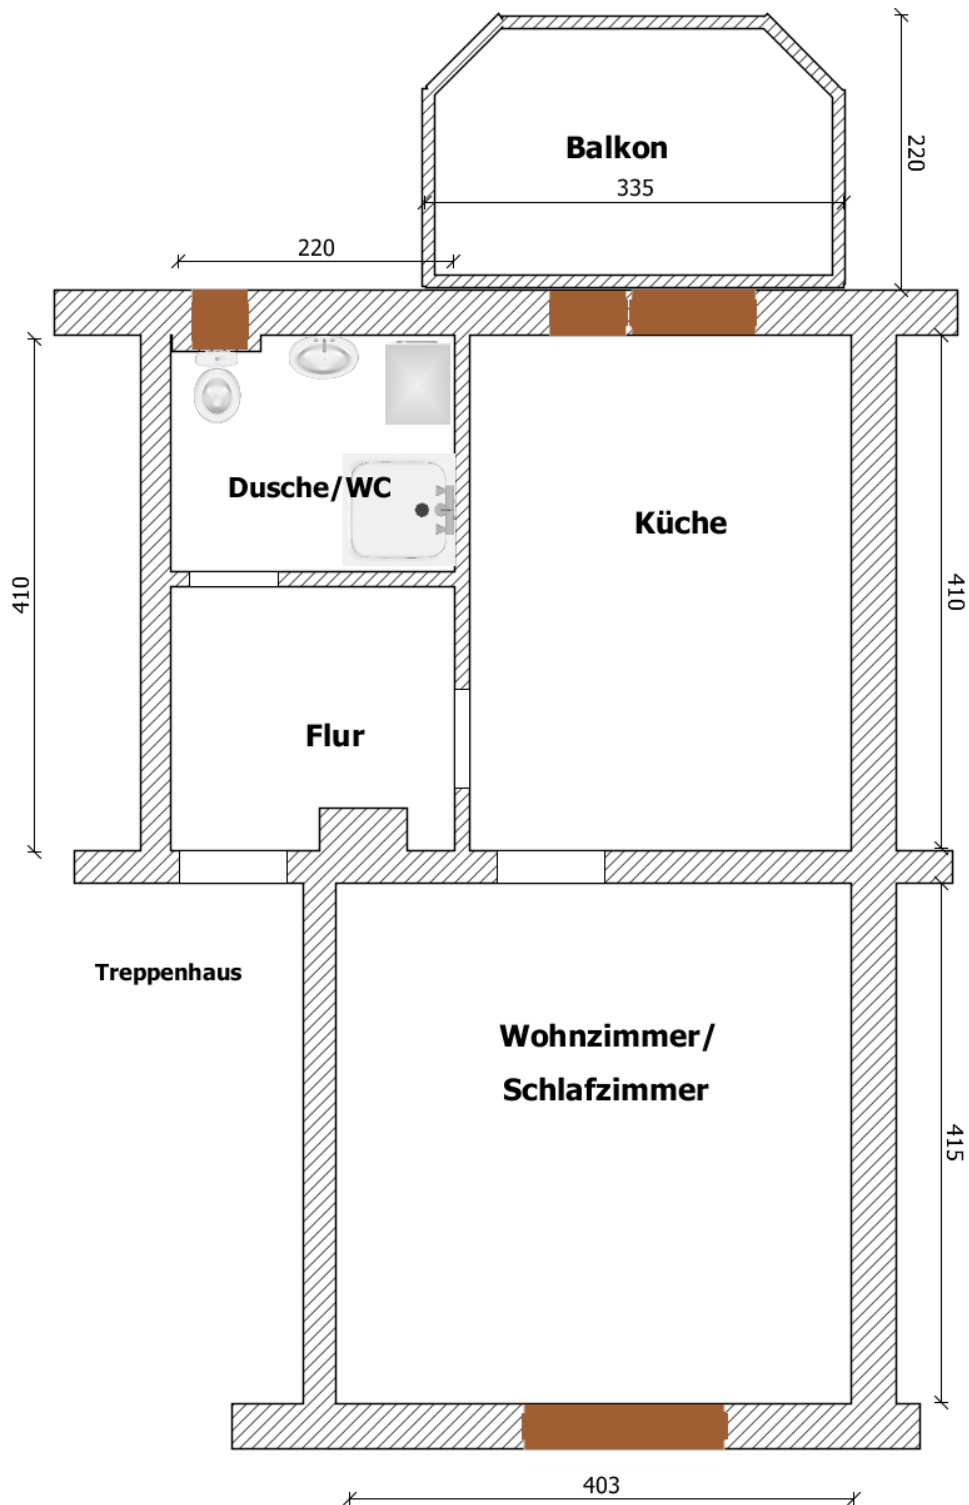 220
Balkon
335
220
Dusche/WC
Küche
410
410
Flur
Treppenhaus
Wohnzimmer/
Schlafzimmer
415
403